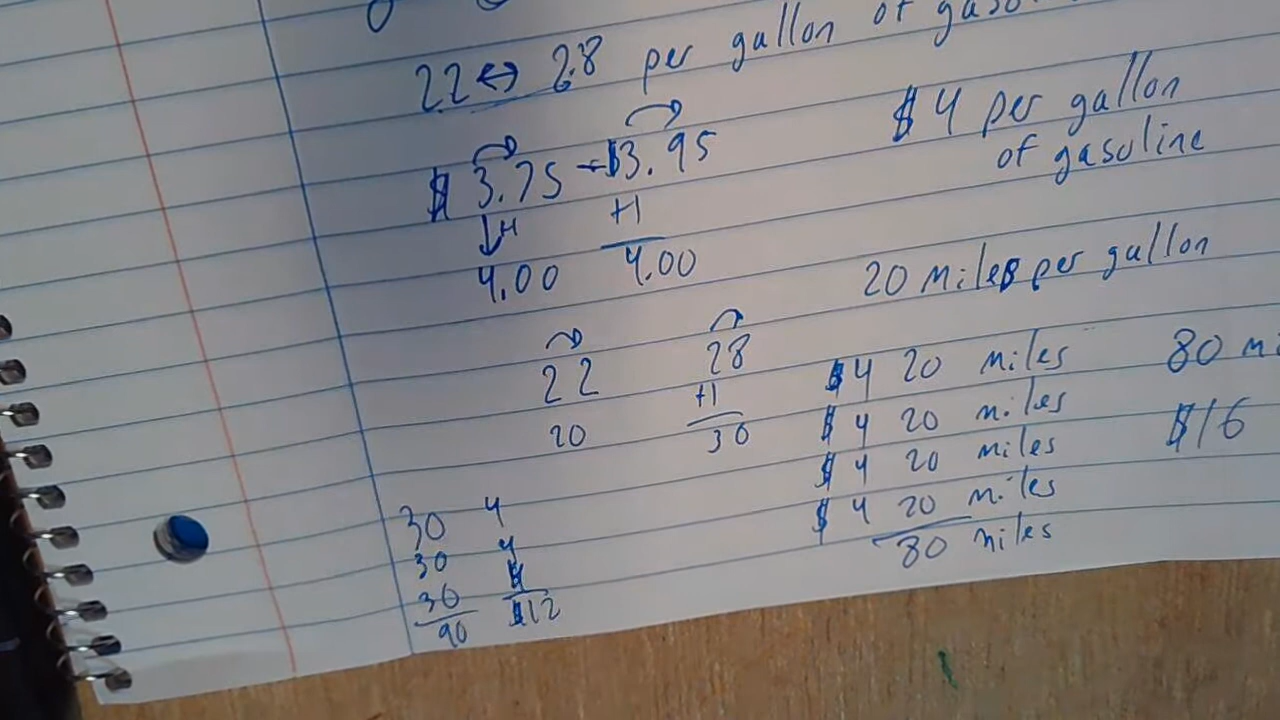 22 ↔ 28 per gallon of
$ 3.75 - $3.95
+1
4.00 4.00
$4 per gallon
of gasoline
20 Miles per gallon
22 28
+1
20 30
30 4
30 4
30 4
90 $12
$4 20 miles
$4 20 miles
$4 20 miles
$4 20 miles
80 miles
80
$16